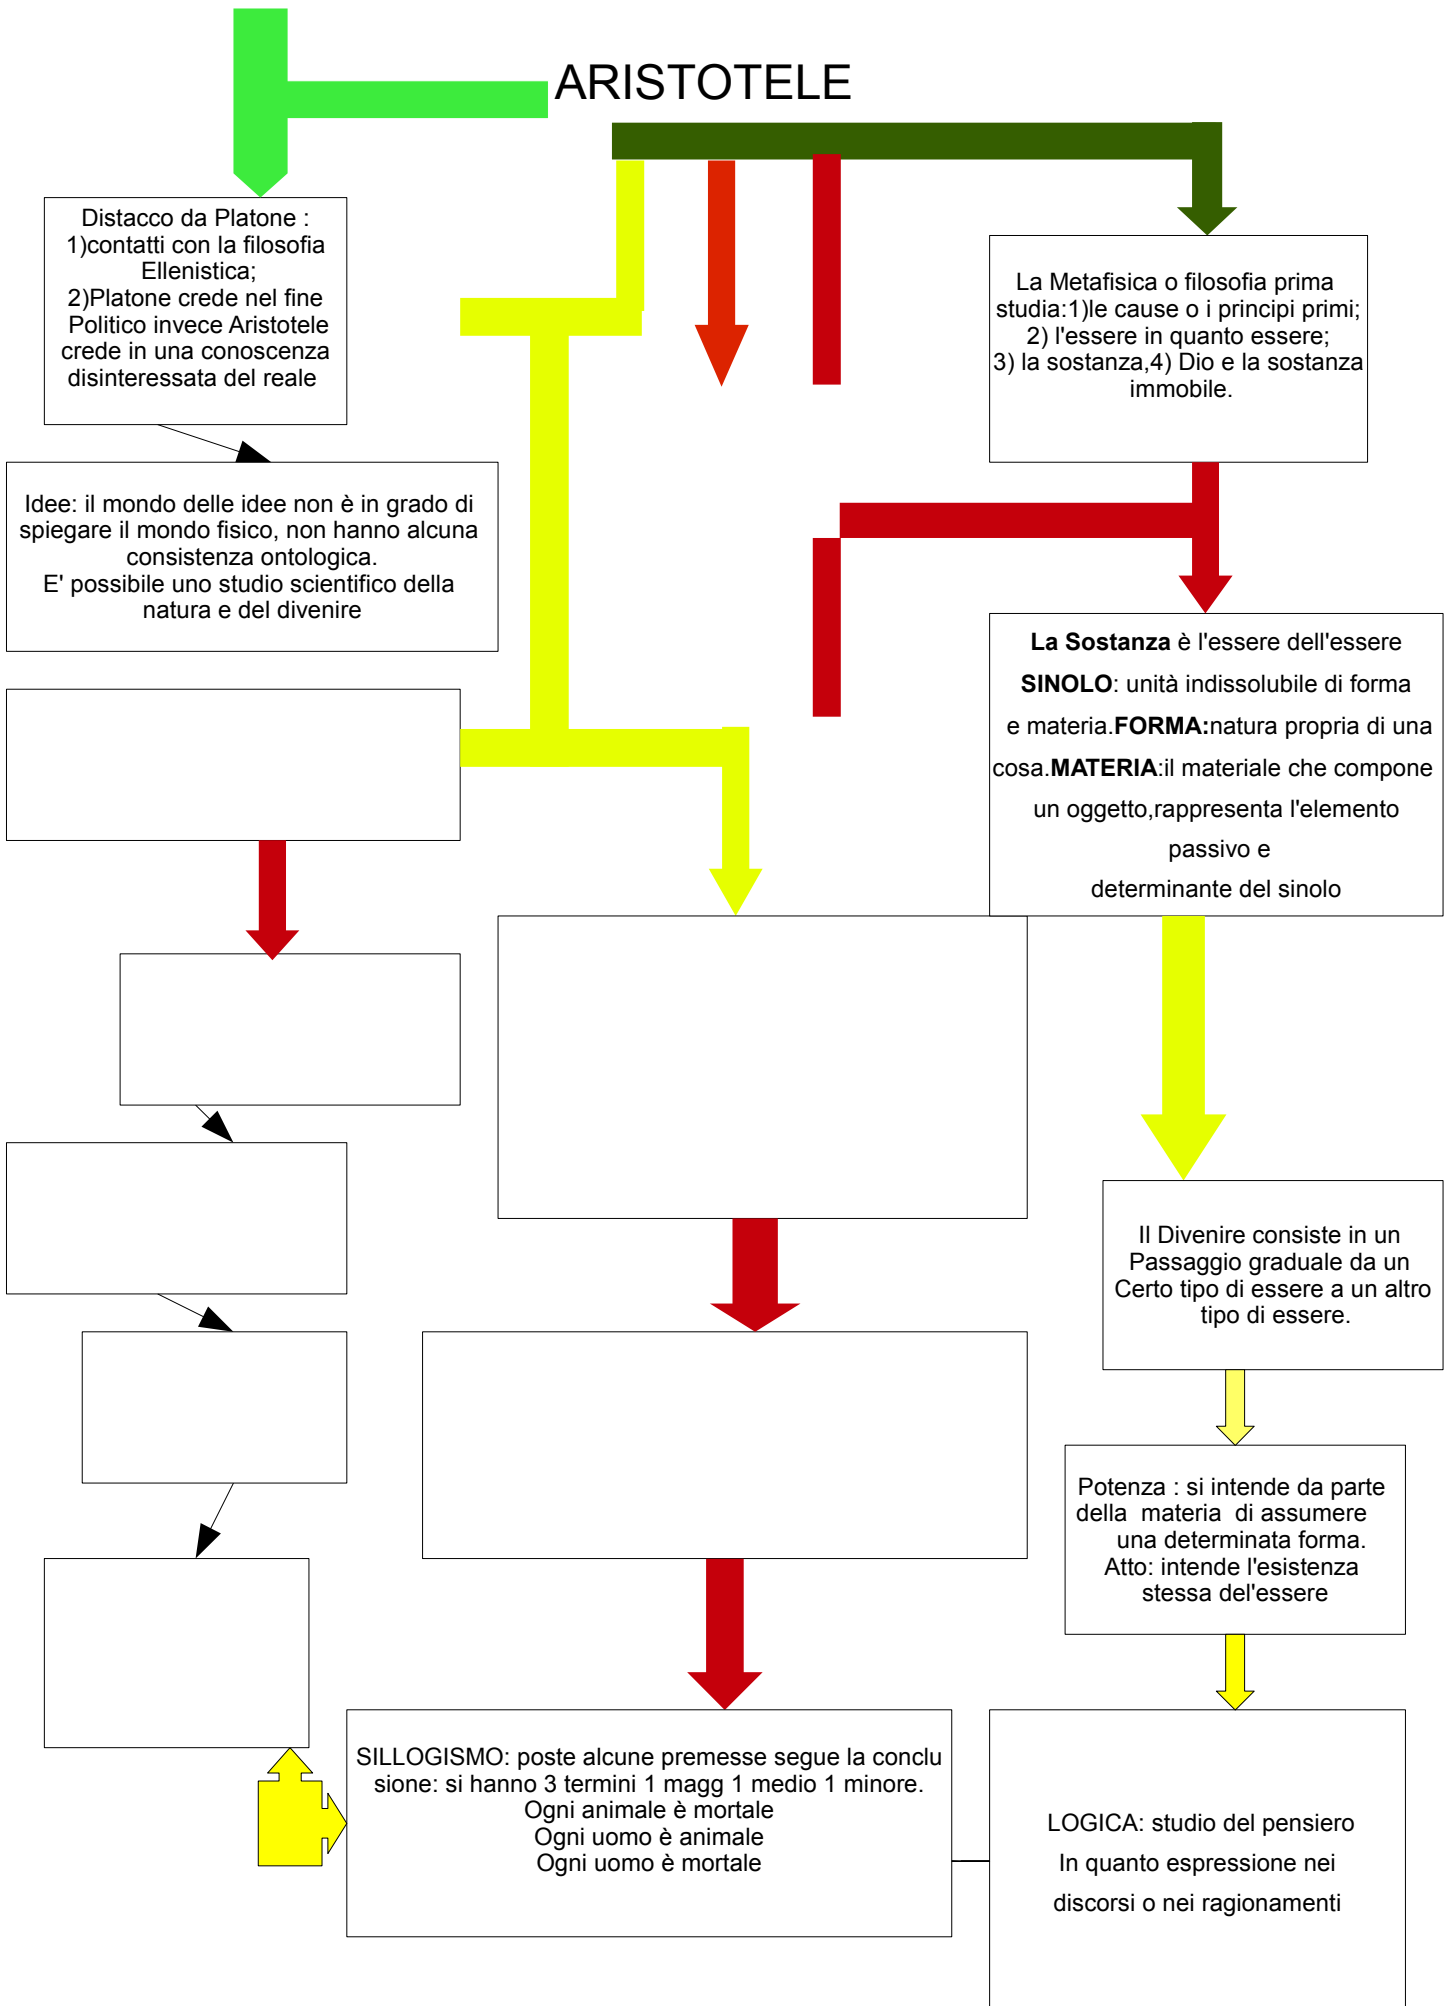 ARISTOTELE
Distacco da Platone :
1)contatti con la filosofia
Ellenistica;
2)Platone crede nel fine
Politico invece Aristotele
crede in una conoscenza
disinteressata del reale
Idee: il mondo delle idee non è in grado di
spiegare il mondo fisico, non hanno alcuna
consistenza ontologica.
E' possibile uno studio scientifico della
natura e del divenire
La Metafisica o filosofia prima
studia:1)le cause o i principi primi;
2) l'essere in quanto essere;
3) la sostanza,4) Dio e la sostanza
immobile.
La Sostanza è l'essere dell'essere
SINOLO: unità indissolubile di forma
e materia.FORMA:natura propria di una
cosa.MATERIA:il materiale che compone
un oggetto,rappresenta l'elemento
passivo e
determinante del sinolo
Il Divenire consiste in un
Passaggio graduale da un
Certo tipo di essere a un altro
tipo di essere.
Potenza : si intende da parte
della materia di assumere
una determinata forma.
Atto: intende l'esistenza
stessa del'essere
SILLOGISMO: poste alcune premesse segue la conclu
sione: si hanno 3 termini 1 magg 1 medio 1 minore.
Ogni animale è mortale
Ogni uomo è animale
Ogni uomo è mortale
LOGICA: studio del pensiero
In quanto espressione nei
discorsi o nei ragionamenti